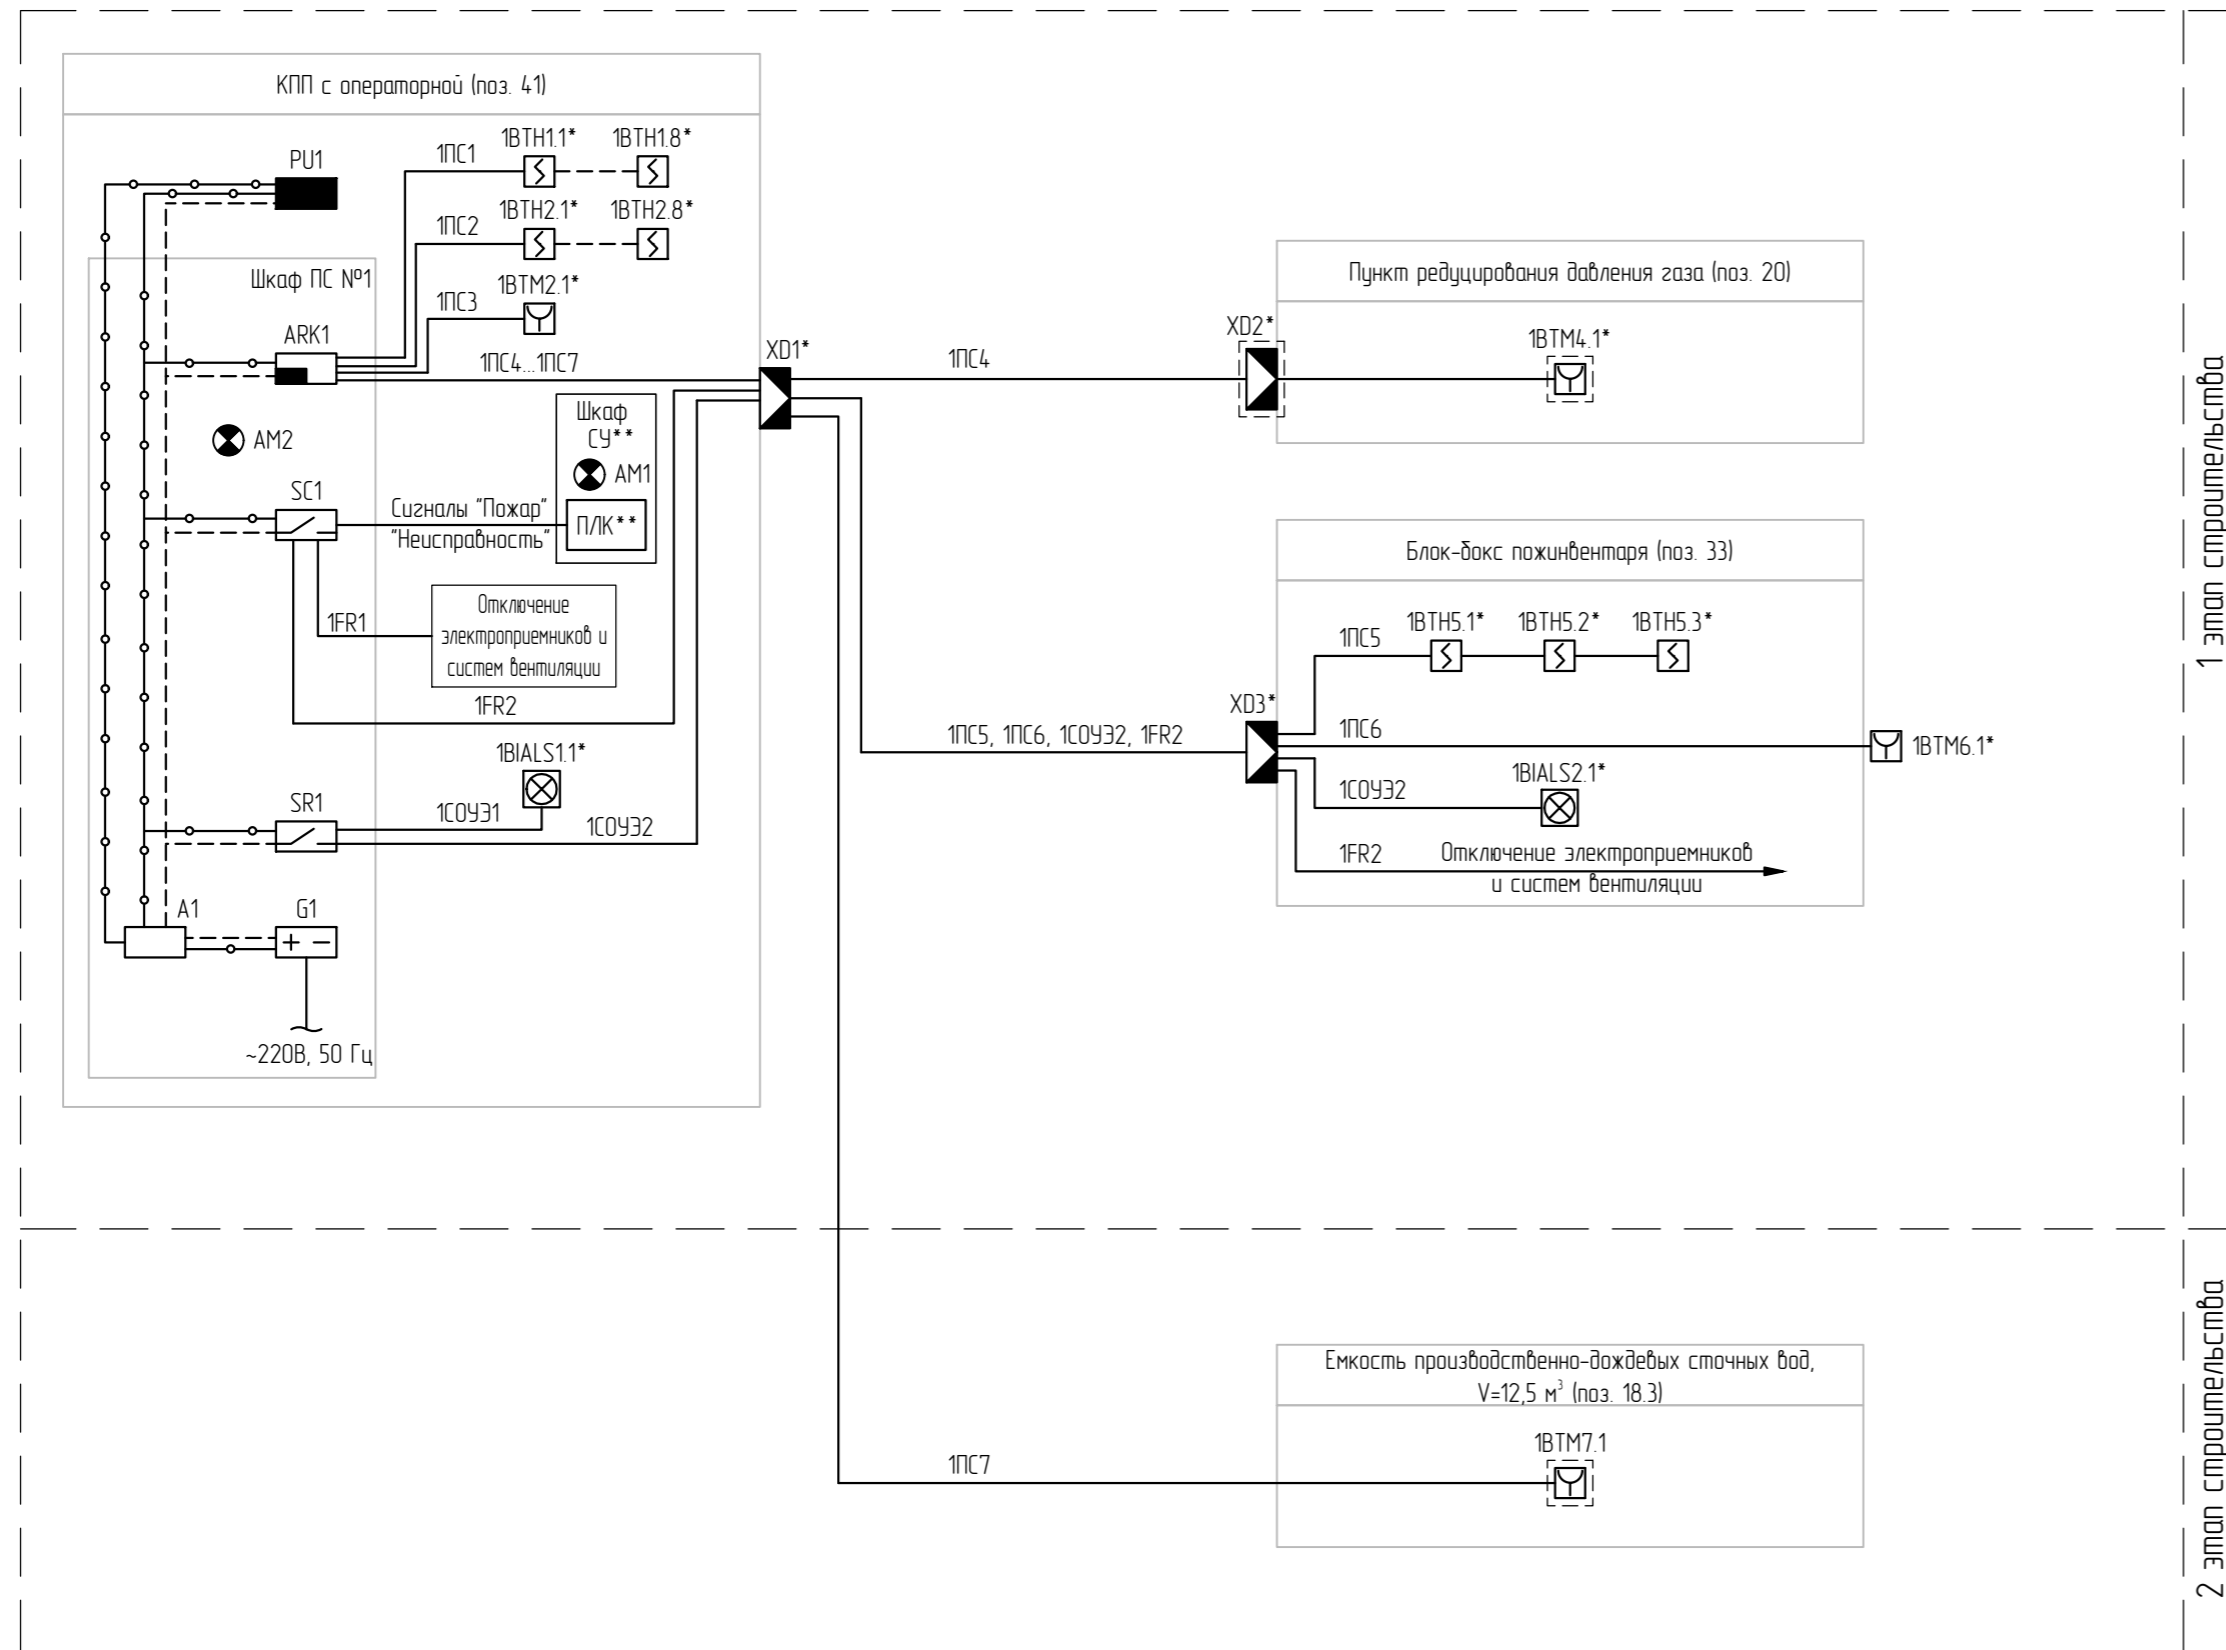 КПП с операторной (поз. 41)
PU1
1ПС1
1BTH1.1*
1BTH1.8*
1ПС2
1BTH2.1*
1BTH2.8*
Шкаф ПС №1
1ПС3
1BTM2.1*
ARK1
1ПС4...1ПС7
XD1*
AM2
Шкаф
СУ**
AM1
ПЛК**
SC1
Сигналы "Пожар"
"Неисправность"
1FR1
Отключение
электроприемников и
систем вентиляции
1FR2
1BIALS1.1*
SR1
1СОУЭ1
1СОУЭ2
A1
G1
~220В, 50 Гц
1ПС4
Пункт редуцирования давления газа (поз. 20)
XD2*
1BTM4.1*
Блок-бокс пожинвентаря (поз. 33)
1ПС5
1BTH5.1*
1BTH5.2*
1BTH5.3*
1ПС5, 1ПС6, 1СОУЭ2, 1FR2
XD3*
1ПС6
1BTM6.1*
1СОУЭ2
1BIALS2.1*
1FR2
Отключение электроприемников
и систем вентиляции
1 этап строительства
Емкость производственно-дождевых сточных вод,
V=12,5 м³ (поз. 18.3)
1ПС7
1BTM7.1
2 этап строительства